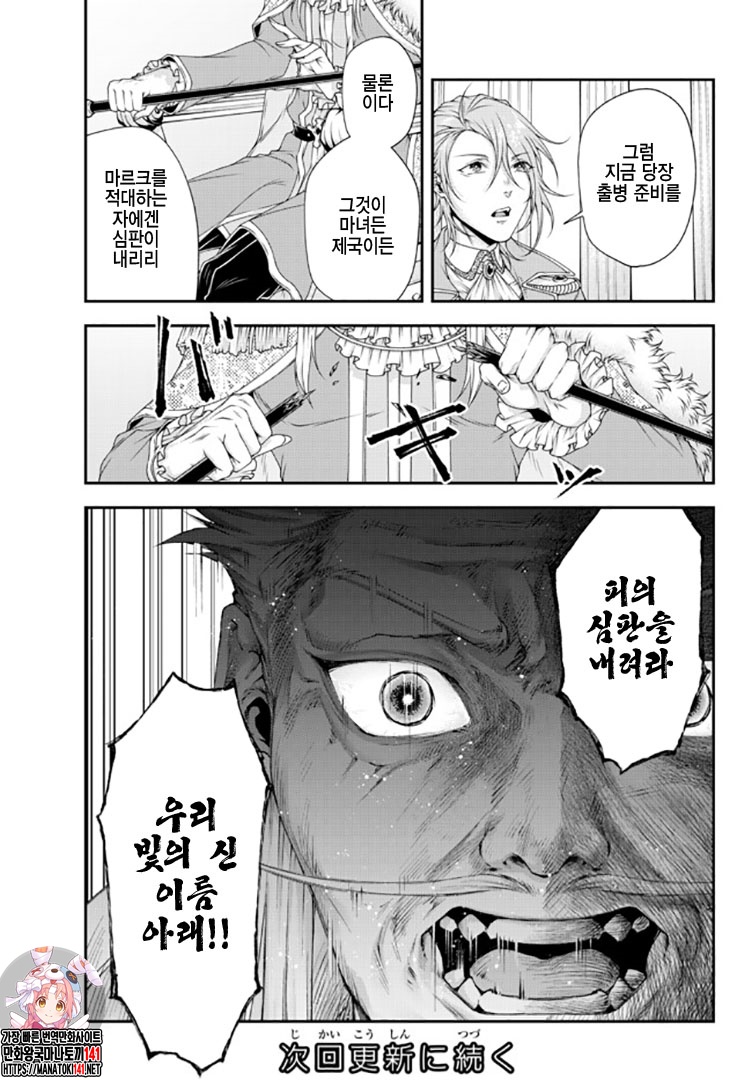 그럼
지금 당장
출병 준비를
물론
이다
그것이
마녀든
제국이든
마르크를
적대하는
자에겐
심판이
내리리
ギッ
ギギギ
피의
심판을
내려라
우리
빛의 신
이름
아래!!
じかいこうしん つづ
次回更新に続く
가장 빠른 번역만화사이트
만화왕국마나토끼141
HTTPS://MANATOKI141.NET